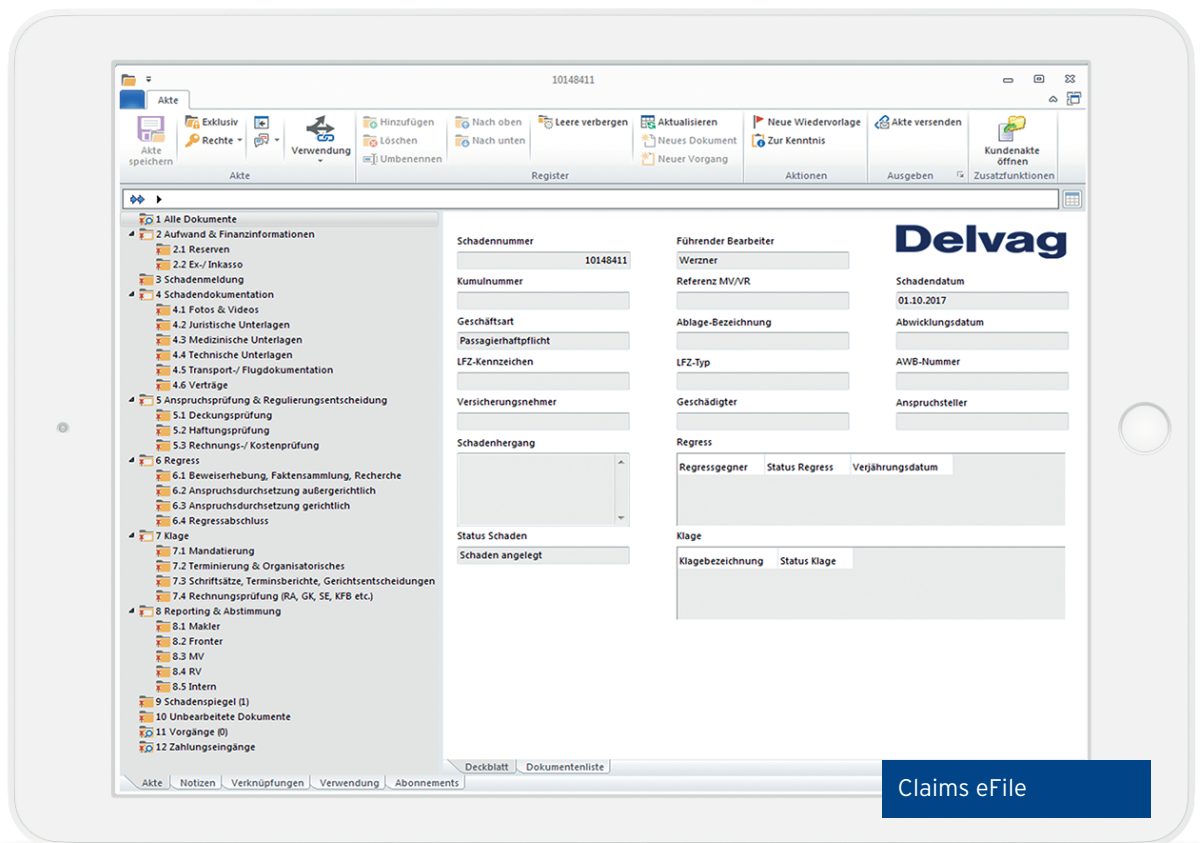 10148411
Akte
Akte speichern
Exklusiv
Rechte
Verwendung
Akte
Hinzufügen
Löschen
Umbenennen
Nach oben
Nach unten
Leere verbergen
Aktualisieren
Neues Dokument
Neuer Vorgang
Register
Neue Wiedervorlage
Zur Kenntnis
Aktionen
Akte versenden
Ausgeben
Kundenakte
öffnen
Zusatzfunktionen
1 Alle Dokumente
2 Aufwand & Finanzinformationen
2.1 Reserven
2.2 Ex-/ Inkasso
3 Schadenmeldung
4 Schadendokumentation
4.1 Fotos & Videos
4.2 Juristische Unterlagen
4.3 Medizinische Unterlagen
4.4 Technische Unterlagen
4.5 Transport-/ Flugdokumentation
4.6 Verträge
5 Anspruchsprüfung & Regulierungsentscheidung
5.1 Deckungsprüfung
5.2 Haftungsprüfung
5.3 Rechnungs-/ Kostenprüfung
6 Regress
6.1 Beweiserhebung, Faktensammlung, Recherche
6.2 Anspruchsdurchsetzung außergerichtlich
6.3 Anspruchsdurchsetzung gerichtlich
6.4 Regressabschluss
7 Klage
7.1 Mandatierung
7.2 Terminierung & Organisatorisches
7.3 Schriftsätze, Terminsberichte, Gerichtsentscheidungen
7.4 Rechnungsprüfung (RA, GK, SE, KFB etc.)
8 Reporting & Abstimmung
8.1 Makler
8.2 Fronter
8.3 MV
8.4 RV
8.5 Intern
9 Schadenspiegel (1)
10 Unbearbeitete Dokumente
11 Vorgänge (0)
12 Zahlungseingänge
Akte Notizen Verknüpfungen Verwendung Abonnements
Delvag
Schadennummer
10148411
Führender Bearbeiter
Werzner
Kumulnummer
Referenz MV/VR
Schadendatum
01.10.2017
Geschäftsart
Passagierhaftpflicht
Ablage-Bezeichnung
Abwicklungsdatum
LFZ-Kennzeichen
LFZ-Typ
AWB-Nummer
Versicherungsnehmer
Geschädigter
Anspruchsteller
Schadenhergang
Regress
Regressgegner Status Regress Verjährungsdatum
Status Schaden
Schaden angelegt
Klage
Klagebezeichnung Status Klage
Deckblatt Dokumentenliste
Claims eFile